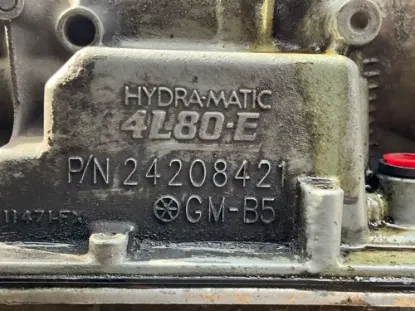 HYDRA-MATIC
4L80-E
P/N 24208421
GM-B5